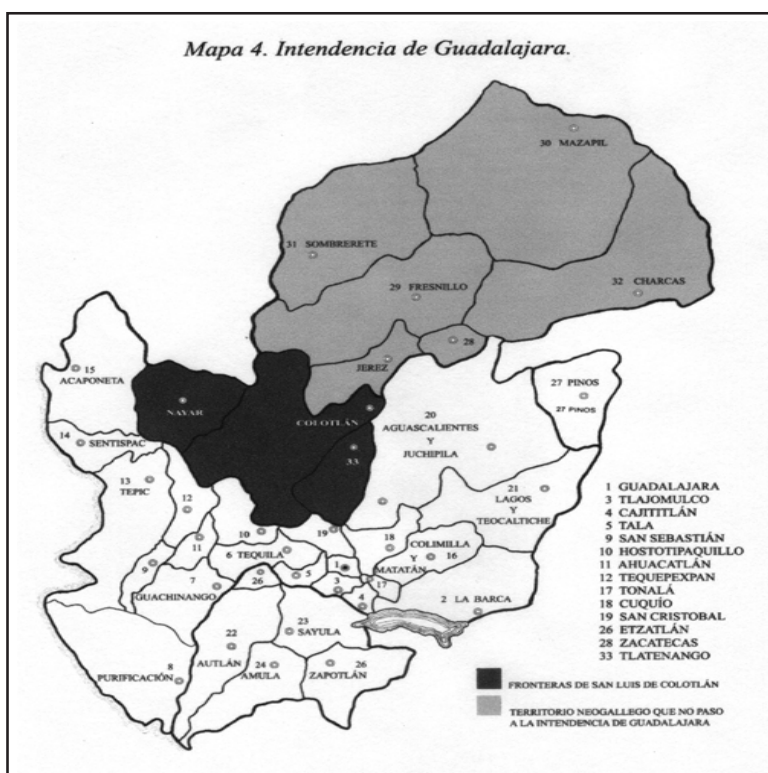 Mapa 4. Intendencia de Guadalajara.
30 MAZAPIL
31 SOMBRERETE
32 CHARCAS
29 FRESNILLO
28
JEREZ
15
ACAPONETA
NAYAR
COLOTLÁN
27 PINOS
27 PINOS
20
AGUASCALIENTES
Y
JUCHIPILA
14
SENTISPAC
33
13
TEPIC
21
LAGOS
Y
TEOCALTICHE
12
10
19
18
COLIMILLA
Y
MATATÁN
16
11
6 TEQUILA
9
7
GUACHINANGO
26
5
1
3
17
4
2 LA BARCA
23
SAYULA
22
AUTLÁN
24
AMULA
26
ZAPOTLÁN
8
PURIFICACIÓN
1 GUADALAJARA
3 TLAJOMULCO
4 CAJITITLÁN
5 TALA
9 SAN SEBASTIÁN
10 HOSTOTIPAQUILLO
11 AHUACATLÁN
12 TEQUEPEXPAN
17 TONALÁ
18 CUQUÍO
19 SAN CRISTOBAL
26 ETZATLÁN
28 ZACATECAS
33 TLATENANGO
FRONTERAS DE SAN LUIS DE COLOTLÁN
TERRITORIO NEOGALLEGO QUE NO PASO
A LA INTENDENCIA DE GUADALAJARA